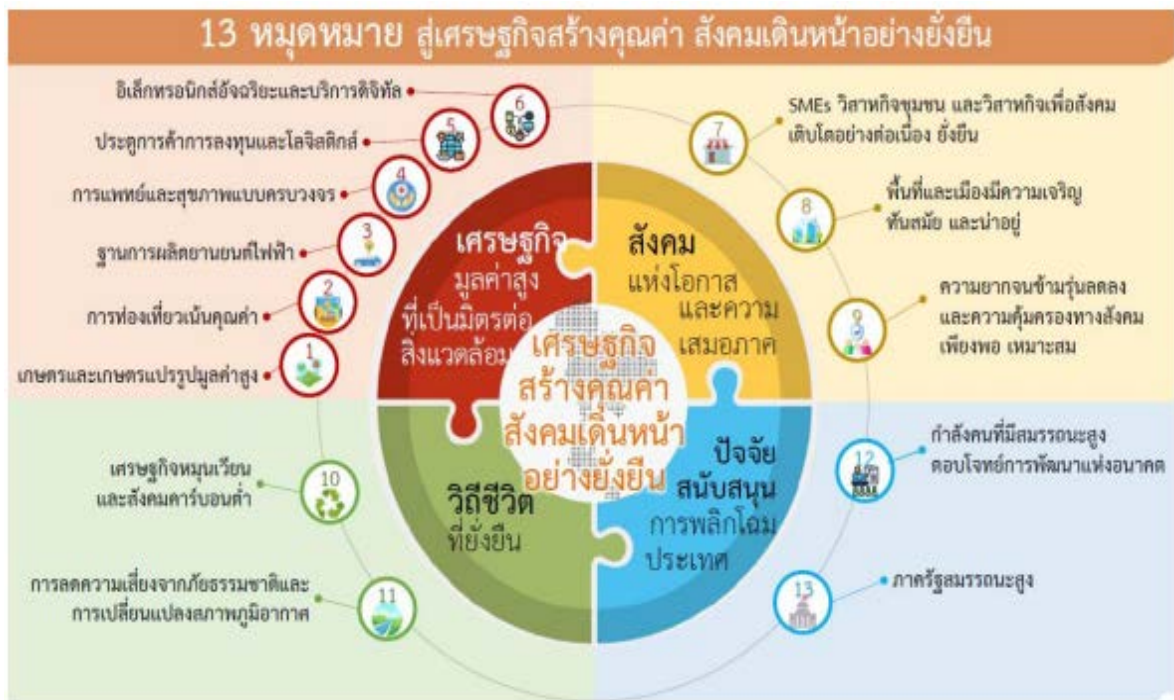 13 หมุดหมาย สู่เศรษฐกิจสร้างคุณค่า สังคมเดินหน้าอย่างยั่งยืน
อิเล็กทรอนิกส์อัจฉริยะและบริการดิจิทัล
6
ประตูการค้าการลงทุนและโลจิสติกส์
5
การแพทย์และสุขภาพแบบครบวงจร
4
ฐานการผลิตยานยนต์ไฟฟ้า
3
การท่องเที่ยวเน้นคุณค่า
2
เกษตรและเกษตรแปรรูปมูลค่าสูง
1
เศรษฐกิจ
มูลค่าสูง
ที่เป็นมิตรต่อ
สิ่งแวดล้อม
สังคม
แห่งโอกาส
และความ
เสมอภาค
7
SMEs วิสาหกิจชุมชน และวิสาหกิจเพื่อสังคม
เติบโตอย่างต่อเนื่อง ยั่งยืน
8
พื้นที่และเมืองมีความเจริญ
ทันสมัย และน่าอยู่
9
ความยากจนข้ามรุ่นลดลง
และความคุ้มครองทางสังคม
เพียงพอ เหมาะสม
เศรษฐกิจ
สร้างคุณค่า
สังคมเดินหน้า
อย่างยั่งยืน
เศรษฐกิจหมุนเวียน
และสังคมคาร์บอนต่ำ
10
การลดความเสี่ยงจากภัยธรรมชาติและ
การเปลี่ยนแปลงสภาพภูมิอากาศ
11
วิถีชีวิต
ที่ยั่งยืน
ปัจจัย
สนับสนุน
การพลิกโฉม
ประเทศ
12
กำลังคนที่มีสมรรถนะสูง
ตอบโจทย์การพัฒนาแห่งอนาคต
13
ภาครัฐสมรรถนะสูง